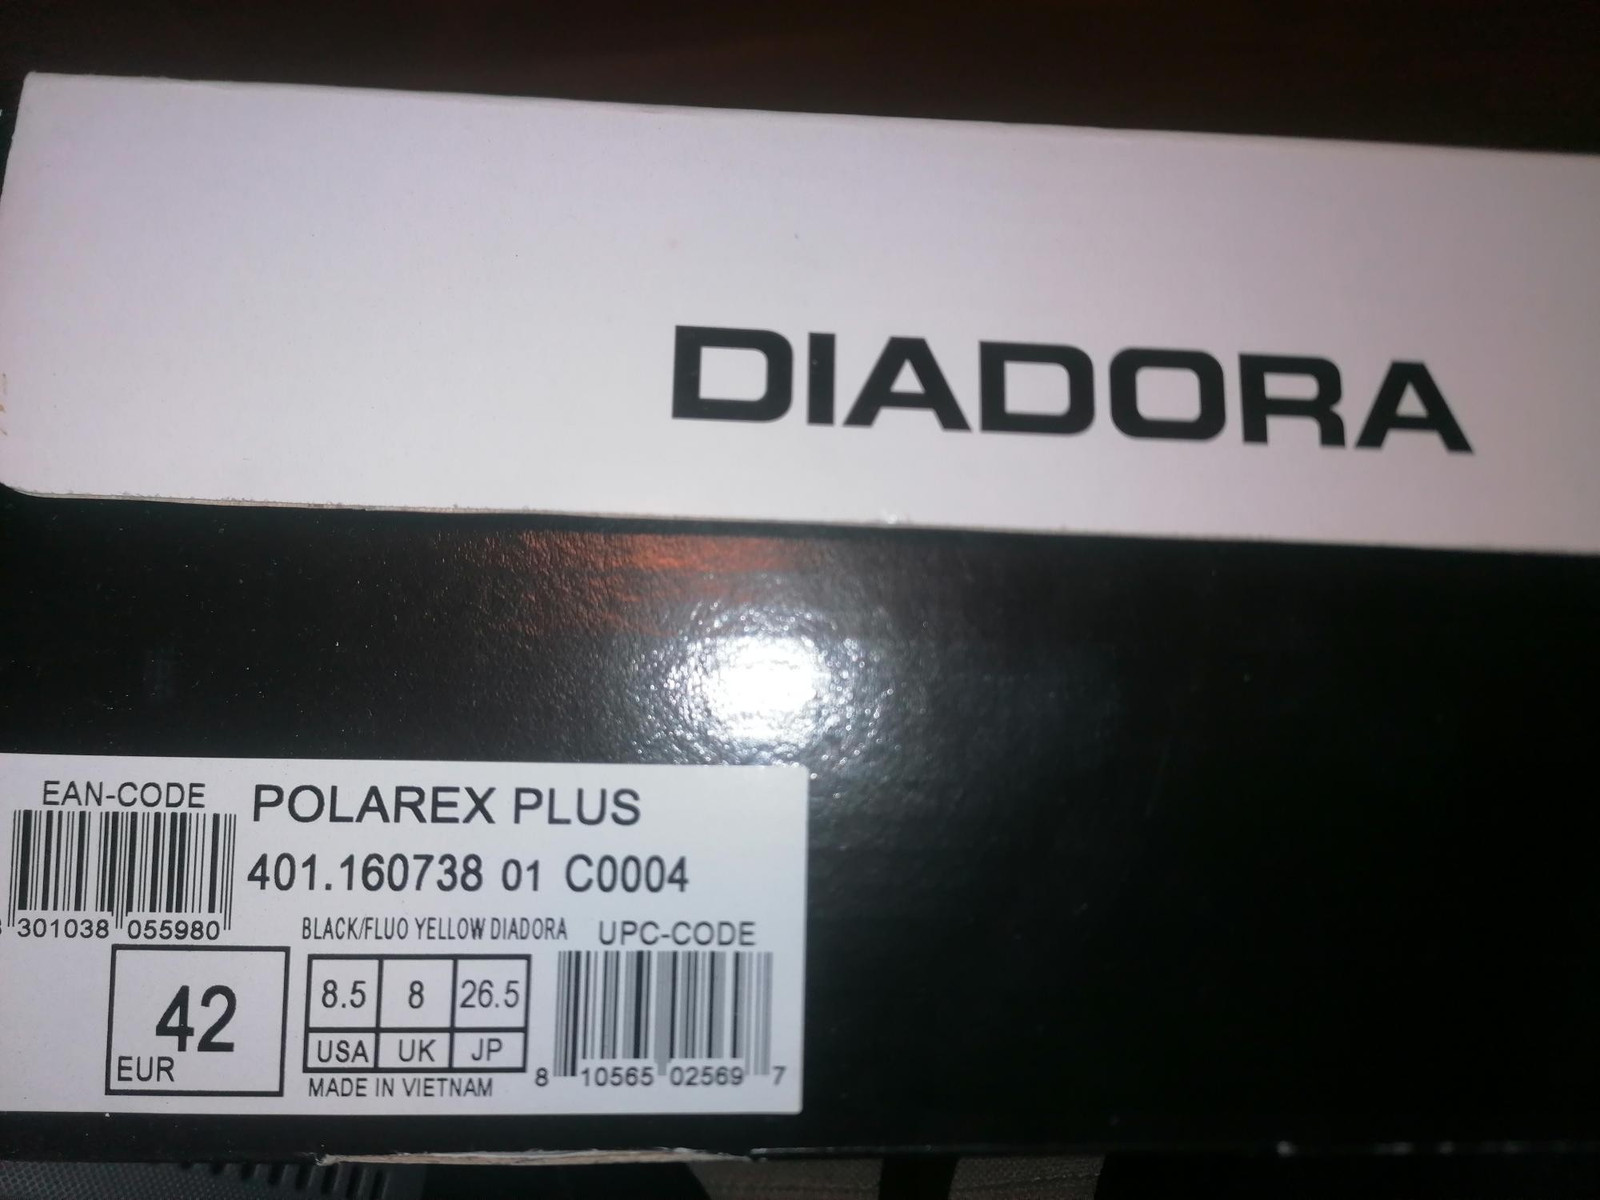 DIADORA
EAN-CODE
POLAREX PLUS
401.160738 01 C0004
301038 055980
BLACK/FLUO YELLOW DIADORA
UPC-CODE
42
EUR
8.5 8 26.5
USA UK JP
MADE IN VIETNAM
8 10565 02569 7